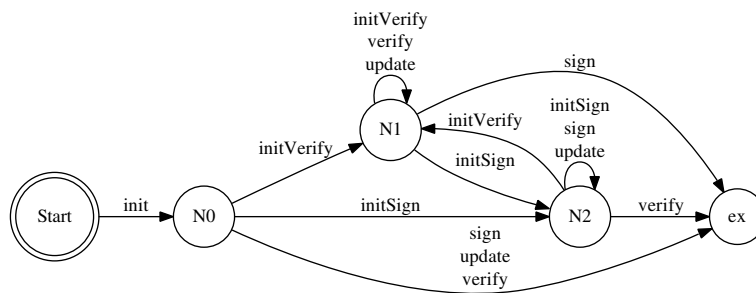 initVerify
verify
update
sign
N1
initSign
sign
update
initVerify
initVerify
initSign
Start
init
N0
initSign
N2
verify
ex
sign
update
verify